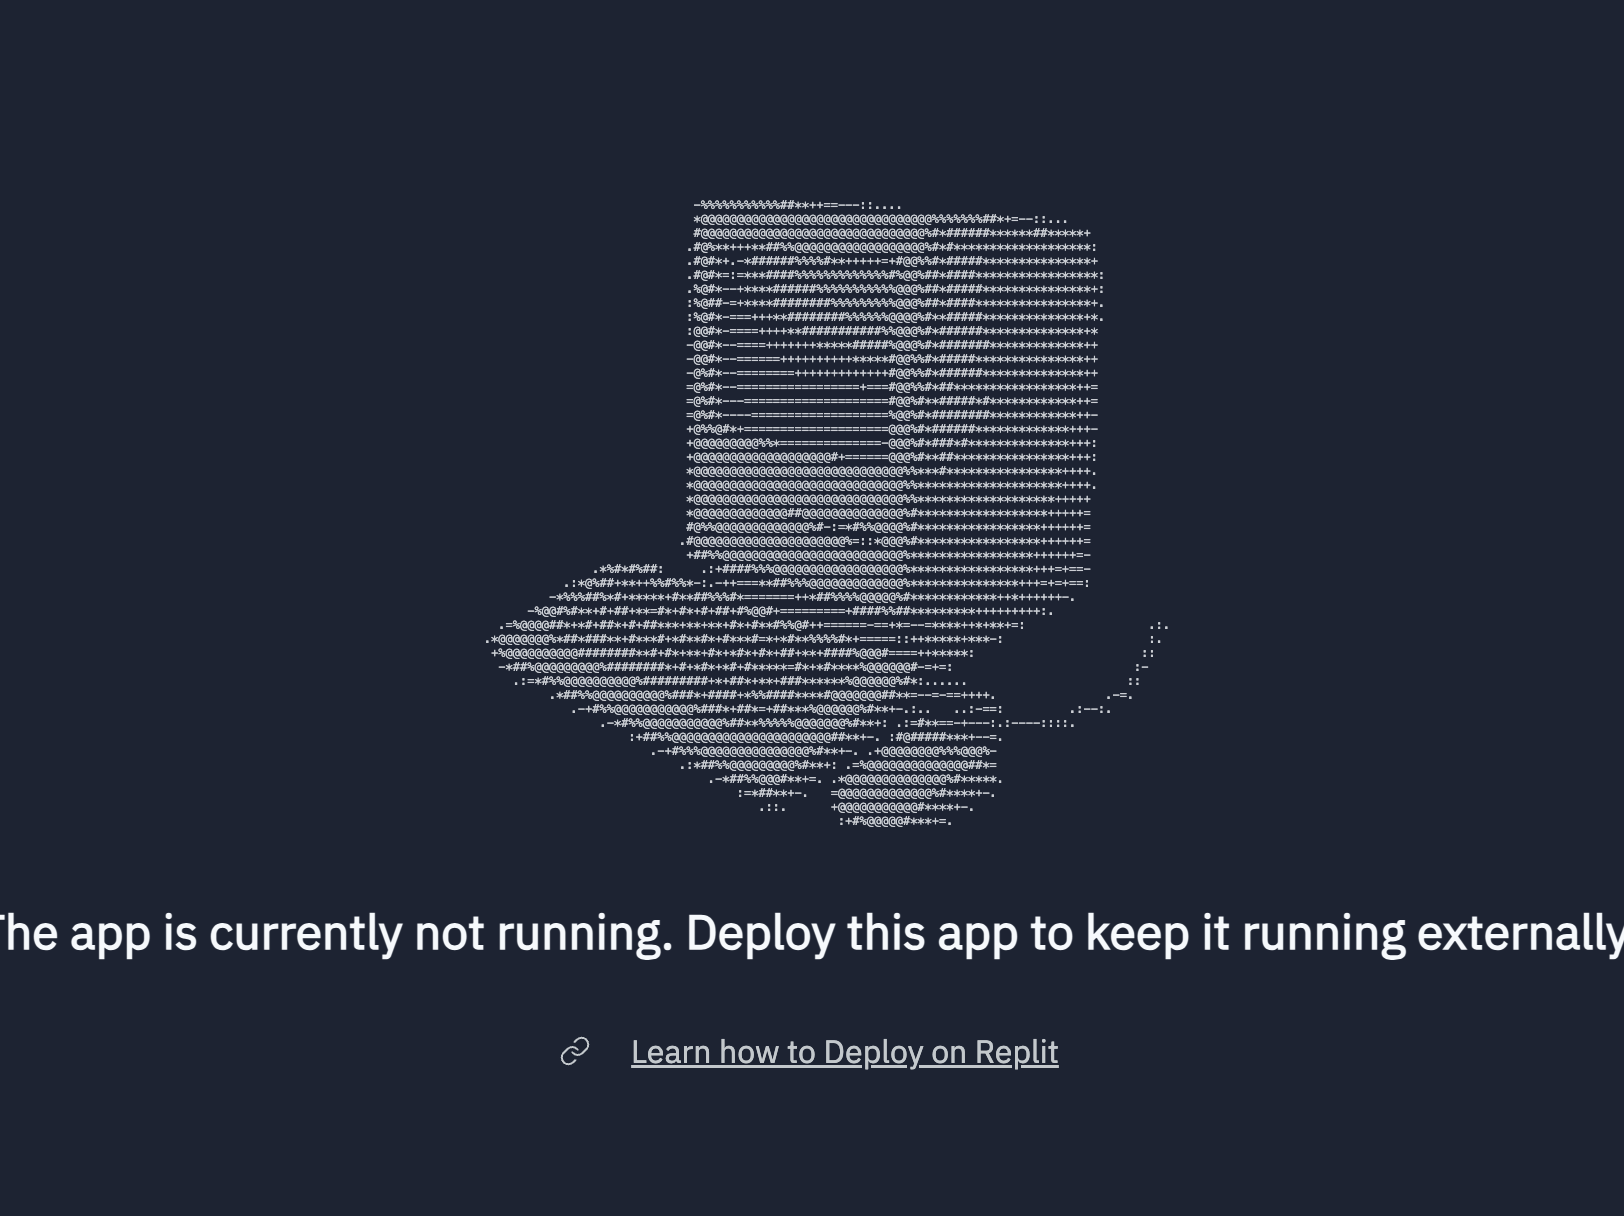 The app is currently not running. Deploy this app to keep it running externally
Learn how to Deploy on Replit